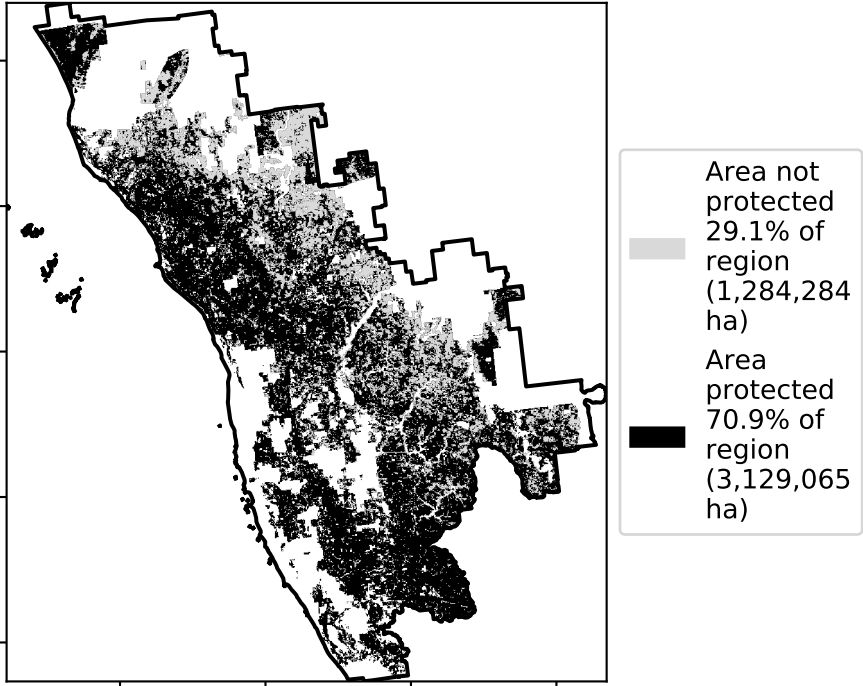 Area not
protected
29.1% of
region
(1,284,284
ha)
Area
protected
70.9% of
region
(3,129,065
ha)